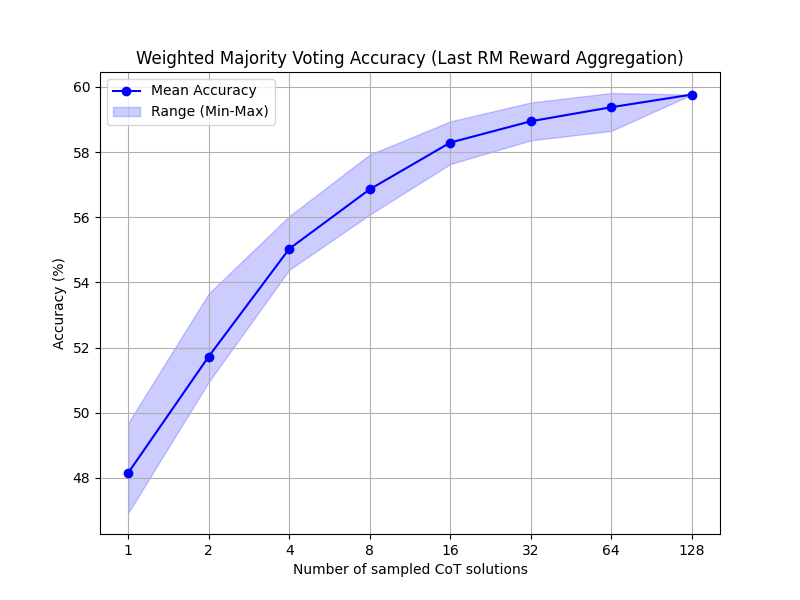 Weighted Majority Voting Accuracy (Last RM Reward Aggregation)
Mean Accuracy
Range (Min-Max)
Accuracy (%)
60
58
56
54
52
50
48
1 2 4 8 16 32 64 128
Number of sampled CoT solutions